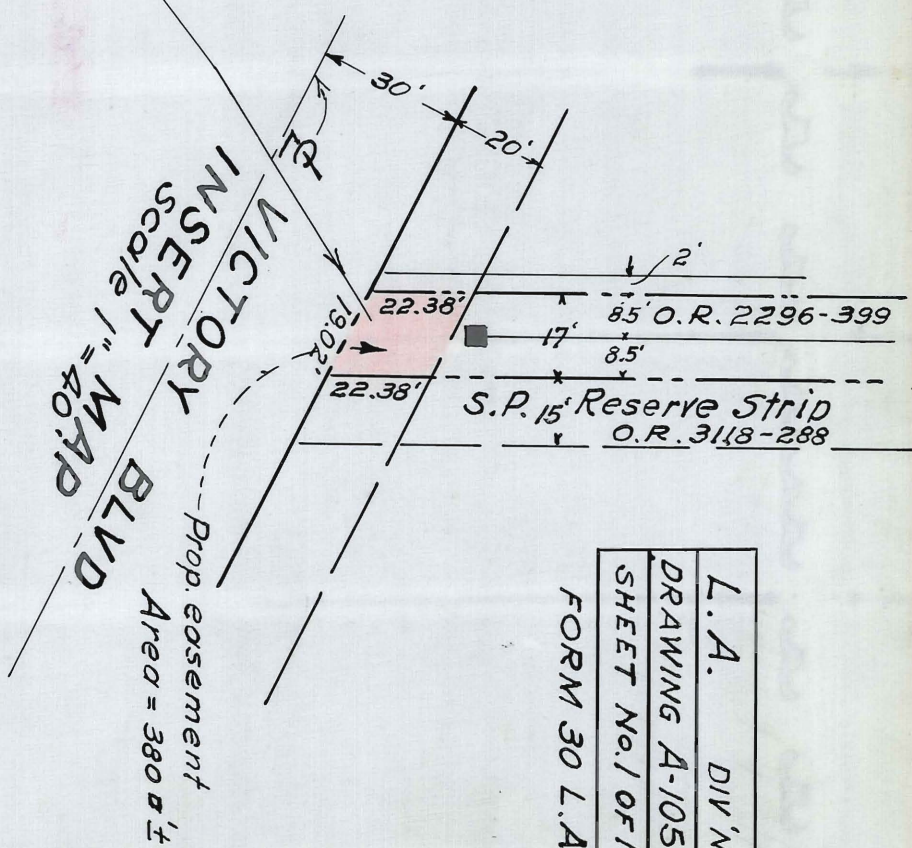 30'
20'
℄
VICTORY BLVD
INSERT MAP
Scale 1"=40'
2'
22.38'
19.02'
17'
8.5' O.R. 2296-399
8.5'
22.38'
S.P. 15' Reserve Strip
O.R. 3118-288
Prop. easement
Area = 380 □'±
L.A. DIV'N
DRAWING A-105
SHEET No. 1 OF 1
FORM 30 L.A